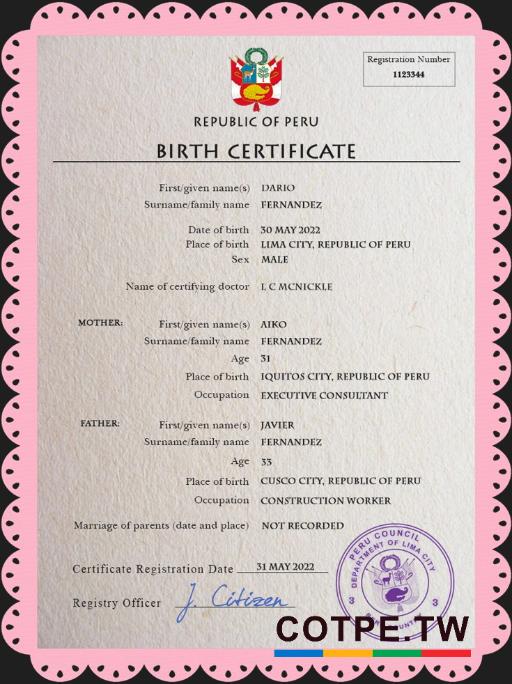 Registration Number
1123344
REPUBLIC OF PERU
BIRTH CERTIFICATE
First/given name(s) DARIO
Surname/family name FERNANDEZ
Date of birth 30 MAY 2022
Place of birth LIMA CITY, REPUBLIC OF PERU
Sex MALE
Name of certifying doctor I. C MCNICKLE
MOTHER: First/given name(s) AIKO
Surname/family name FERNANDEZ
Age 31
Place of birth IQUITOS CITY, REPUBLIC OF PERU
Occupation EXECUTIVE CONSULTANT
FATHER: First/given name(s) JAVIER
Surname/family name FERNANDEZ
Age 33
Place of birth CUSCO CITY, REPUBLIC OF PERU
Occupation CONSTRUCTION WORKER
Marriage of parents (date and place) NOT RECORDED
PERU COUNCIL
DEPARTMENT OF LIMA CITY
3 3
Certificate Registration Date 31 MAY 2022
Registry Officer J. Citizen
COTPE.TW